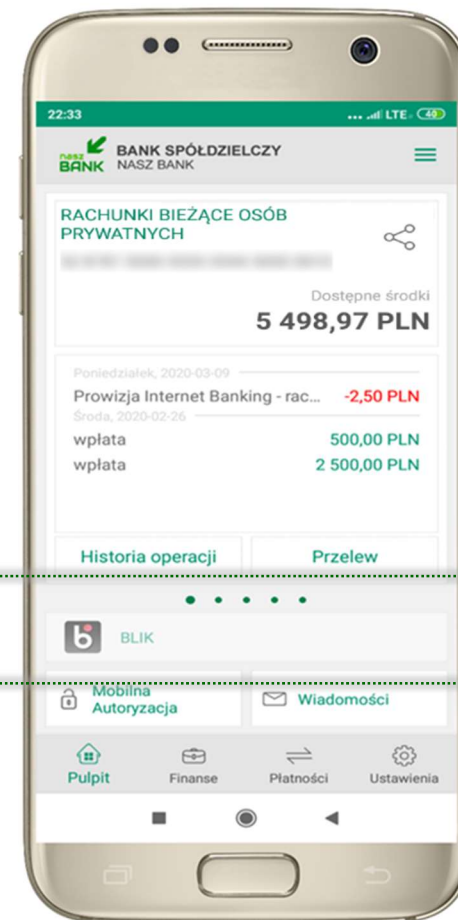 22:33 ... LTE 40
nasz BANK BANK SPÓŁDZIELCZY
NASZ BANK
RACHUNKI BIEŻĄCE OSÓB
PRYWATNYCH
Dostępne środki
5 498,97 PLN
Poniedziałek, 2020-03-09
Prowizja Internet Banking - rac... -2,50 PLN
Środa, 2020-02-26
wpłata 500,00 PLN
wpłata 2 500,00 PLN
Historia operacji Przelew
b BLIK
Mobilna
Autoryzacja
Wiadomości
Pulpit Finanse Płatności Ustawienia